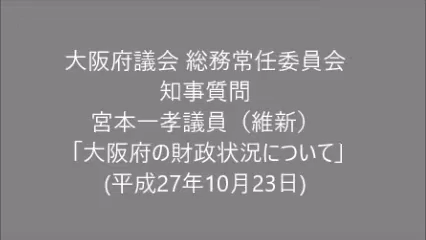 大阪府議会 総務常任委員会
知事質問
宮本一孝議員（維新）
「大阪府の財政状況について」
(平成27年10月23日)